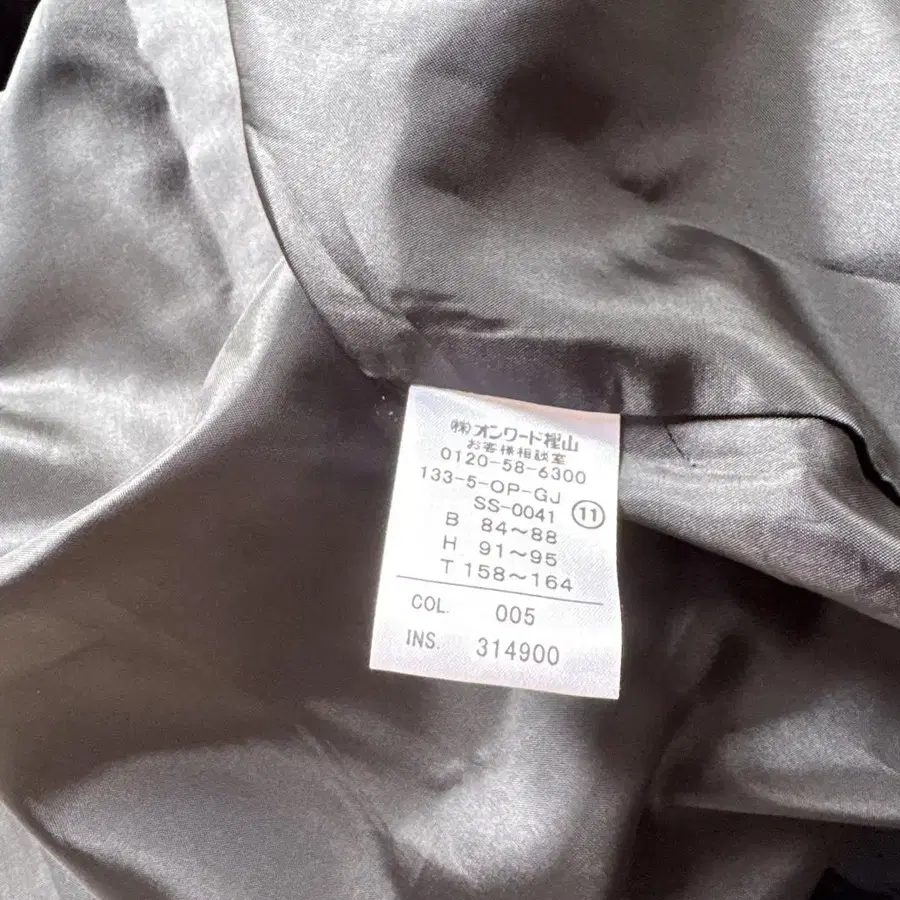 ㈱オンワード樫山
お客様相談室
0120-58-6300
133-5-OP-GJ
SS-0041 ⑪
B 84～88
H 91～95
T 158～164
COL. 005
INS. 314900